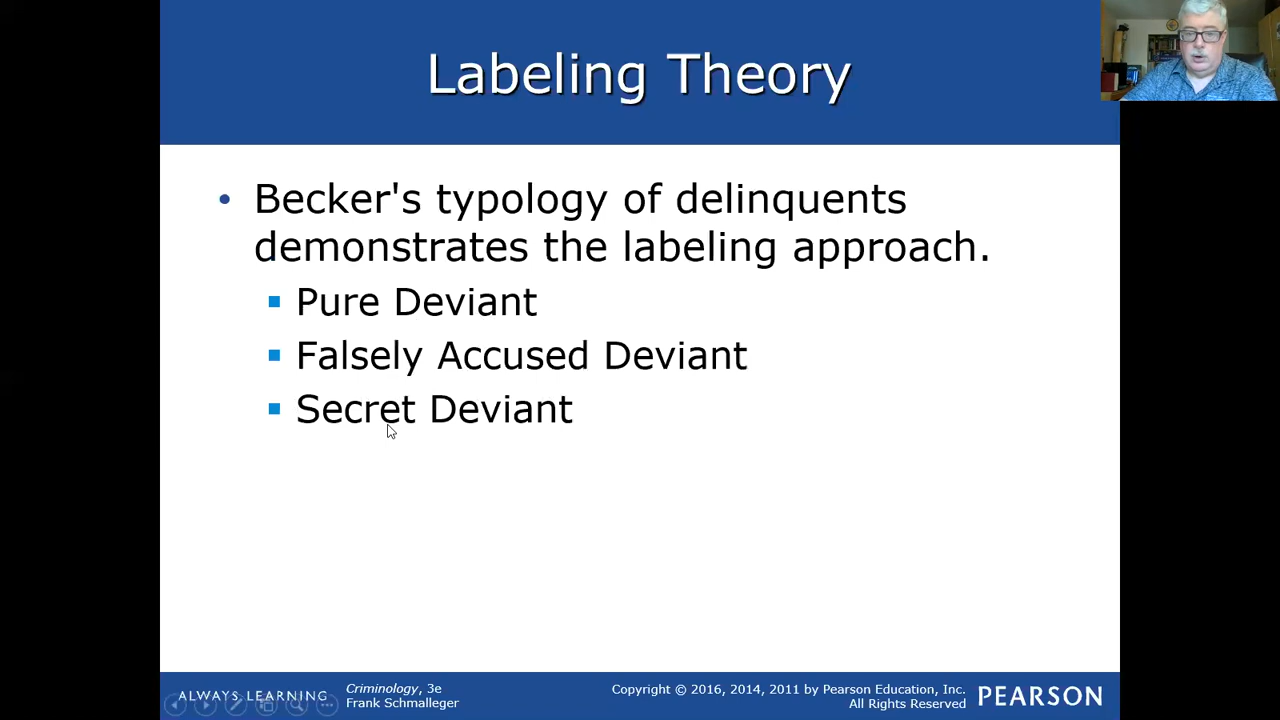 Labeling Theory
• Becker's typology of delinquents
demonstrates the labeling approach.
▪ Pure Deviant
▪ Falsely Accused Deviant
▪ Secret Deviant
ALWAYS LEARNING
Criminology, 3e
Frank Schmalleger
Copyright © 2016, 2014, 2011 by Pearson Education, Inc.
All Rights Reserved
PEARSON